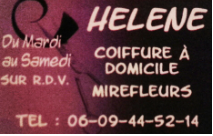 HELENE
Du Mardi
au Samedi
SUR R.D.V.
COIFFURE À
DOMICILE
MIREFLEURS
TEL : 06-09-44-52-14